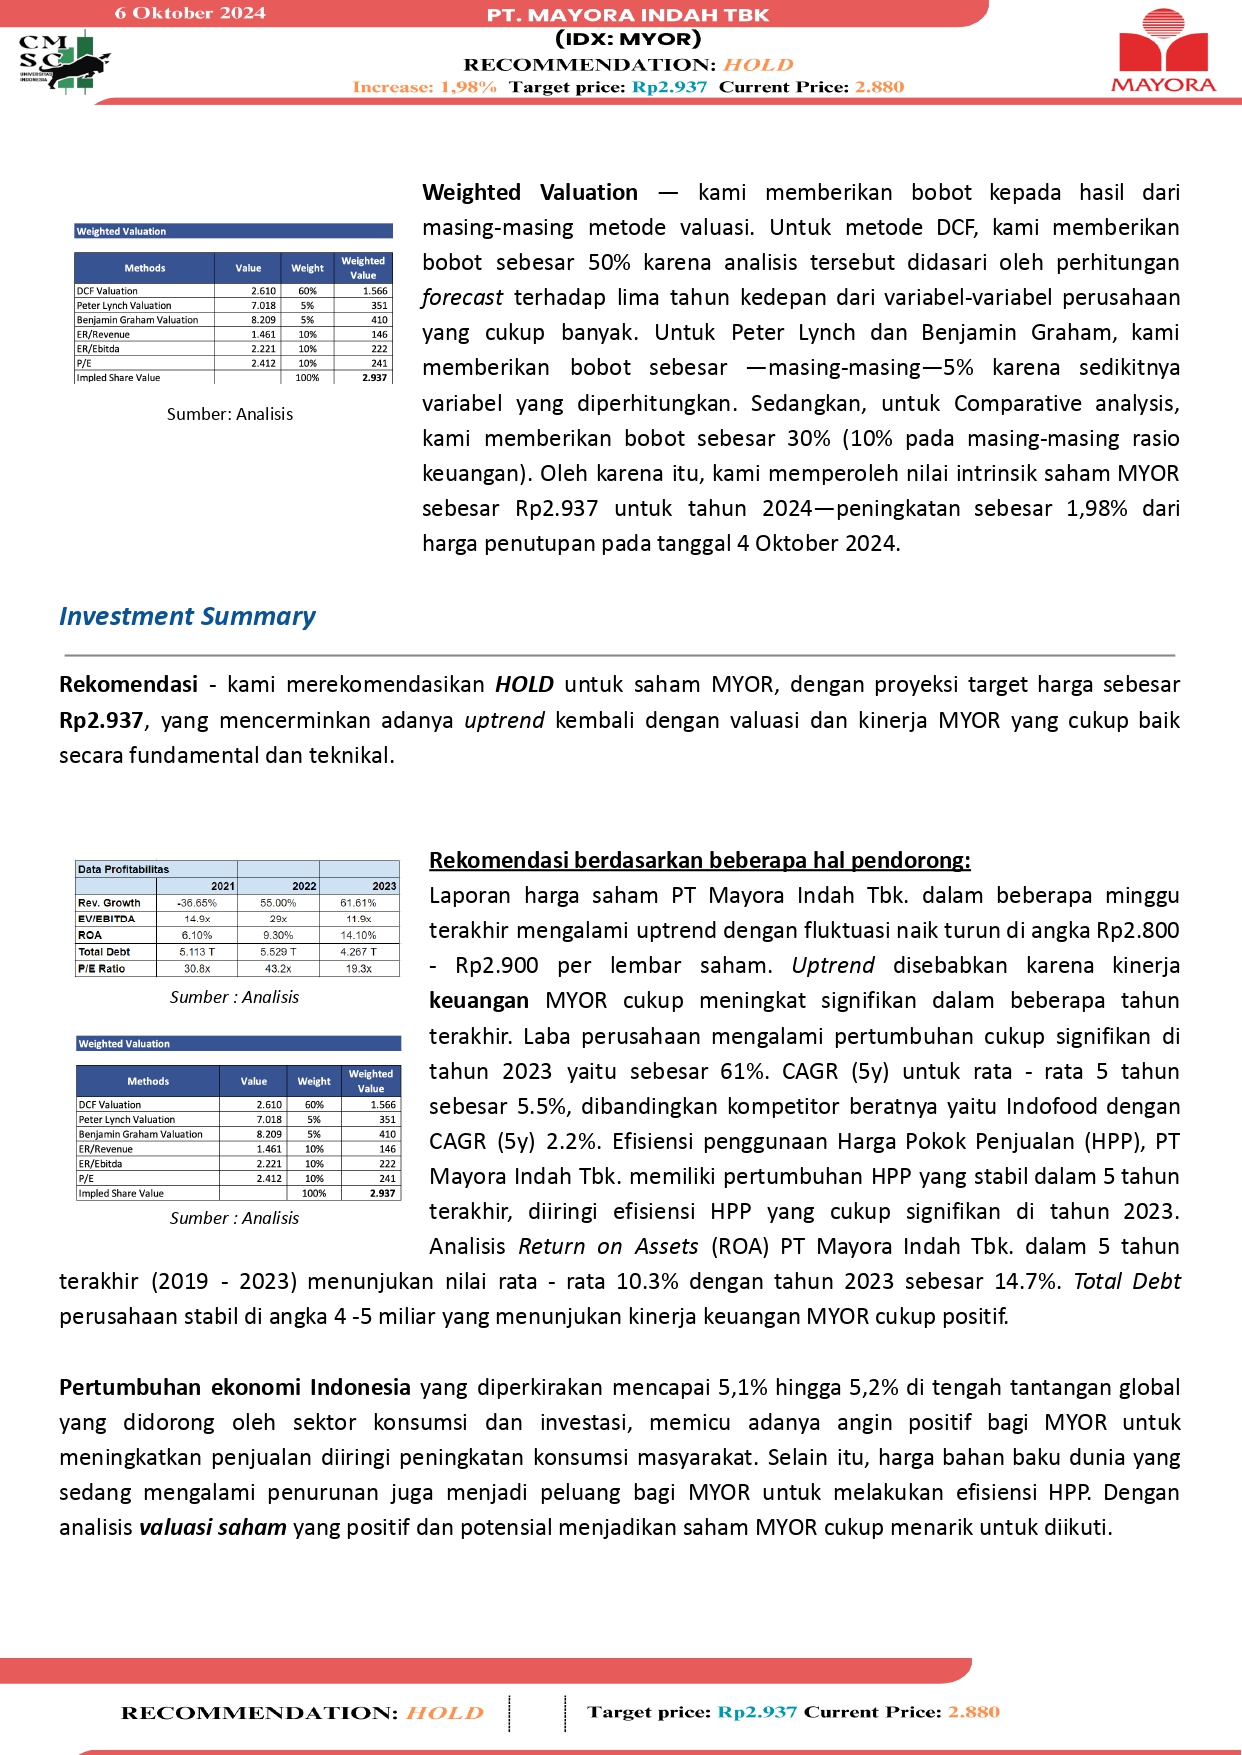 6 Oktober 2024
PT. MAYORA INDAH TBK
(IDX: MYOR)
RECOMMENDATION: HOLD
Increase: 1,98% Target price: Rp2.937 Current Price: 2.880
CM
SC
UNIVERSITAS
INDONESIA
MAYORA
Weighted Valuation
Methods Value Weight Weighted Value
DCF Valuation 2.610 60% 1.566
Peter Lynch Valuation 7.018 5% 351
Benjamin Graham Valuation 8.209 5% 410
ER/Revenue 1.461 10% 146
ER/Ebitda 2.221 10% 222
P/E 2.412 10% 241
Impled Share Value 100% 2.937
Sumber: Analisis
Weighted Valuation — kami memberikan bobot kepada hasil dari
masing-masing metode valuasi. Untuk metode DCF, kami memberikan
bobot sebesar 50% karena analisis tersebut didasari oleh perhitungan
forecast terhadap lima tahun kedepan dari variabel-variabel perusahaan
yang cukup banyak. Untuk Peter Lynch dan Benjamin Graham, kami
memberikan bobot sebesar —masing-masing—5% karena sedikitnya
variabel yang diperhitungkan. Sedangkan, untuk Comparative analysis,
kami memberikan bobot sebesar 30% (10% pada masing-masing rasio
keuangan). Oleh karena itu, kami memperoleh nilai intrinsik saham MYOR
sebesar Rp2.937 untuk tahun 2024—peningkatan sebesar 1,98% dari
harga penutupan pada tanggal 4 Oktober 2024.
Investment Summary
Rekomendasi - kami merekomendasikan HOLD untuk saham MYOR, dengan proyeksi target harga sebesar
Rp2.937, yang mencerminkan adanya uptrend kembali dengan valuasi dan kinerja MYOR yang cukup baik
secara fundamental dan teknikal.
Data Profitabilitas
2021 2022 2023
Rev. Growth -36.65% 55.00% 61.61%
EV/EBITDA 14.9x 29x 11.9x
ROA 6.10% 9.30% 14.10%
Total Debt 5.113 T 5.529 T 4.267 T
P/E Ratio 30.8x 43.2x 19.3x
Sumber : Analisis
Weighted Valuation
Methods Value Weight Weighted Value
DCF Valuation 2.610 60% 1.566
Peter Lynch Valuation 7.018 5% 351
Benjamin Graham Valuation 8.209 5% 410
ER/Revenue 1.461 10% 146
ER/Ebitda 2.221 10% 222
P/E 2.412 10% 241
Impled Share Value 100% 2.937
Sumber : Analisis
Rekomendasi berdasarkan beberapa hal pendorong:
Laporan harga saham PT Mayora Indah Tbk. dalam beberapa minggu
terakhir mengalami uptrend dengan fluktuasi naik turun di angka Rp2.800
- Rp2.900 per lembar saham. Uptrend disebabkan karena kinerja
keuangan MYOR cukup meningkat signifikan dalam beberapa tahun
terakhir. Laba perusahaan mengalami pertumbuhan cukup signifikan di
tahun 2023 yaitu sebesar 61%. CAGR (5y) untuk rata - rata 5 tahun
sebesar 5.5%, dibandingkan kompetitor beratnya yaitu Indofood dengan
CAGR (5y) 2.2%. Efisiensi penggunaan Harga Pokok Penjualan (HPP), PT
Mayora Indah Tbk. memiliki pertumbuhan HPP yang stabil dalam 5 tahun
terakhir, diiringi efisiensi HPP yang cukup signifikan di tahun 2023.
Analisis Return on Assets (ROA) PT Mayora Indah Tbk. dalam 5 tahun
terakhir (2019 - 2023) menunjukan nilai rata - rata 10.3% dengan tahun 2023 sebesar 14.7%. Total Debt
perusahaan stabil di angka 4 -5 miliar yang menunjukan kinerja keuangan MYOR cukup positif.
Pertumbuhan ekonomi Indonesia yang diperkirakan mencapai 5,1% hingga 5,2% di tengah tantangan global
yang didorong oleh sektor konsumsi dan investasi, memicu adanya angin positif bagi MYOR untuk
meningkatkan penjualan diiringi peningkatan konsumsi masyarakat. Selain itu, harga bahan baku dunia yang
sedang mengalami penurunan juga menjadi peluang bagi MYOR untuk melakukan efisiensi HPP. Dengan
analisis valuasi saham yang positif dan potensial menjadikan saham MYOR cukup menarik untuk diikuti.
RECOMMENDATION: HOLD
Target price: Rp2.937 Current Price: 2.880